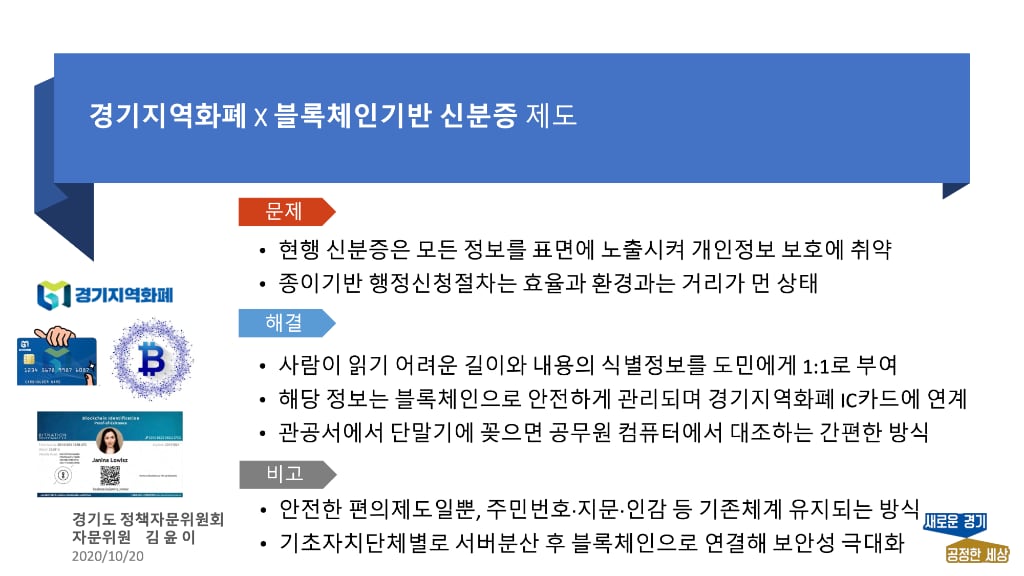 경기지역화폐 X 블록체인기반 신분증 제도
문제
• 현행 신분증은 모든 정보를 표면에 노출시켜 개인정보 보호에 취약
• 종이기반 행정신청절차는 효율과 환경과는 거리가 먼 상태
경기지역화폐
해결
• 사람이 읽기 어려운 길이와 내용의 식별정보를 도민에게 1:1로 부여
• 해당 정보는 블록체인으로 안전하게 관리되며 경기지역화폐 IC카드에 연계
• 관공서에서 단말기에 꽂으면 공무원 컴퓨터에서 대조하는 간편한 방식
1234 5678 9987 6087
CARDHOLDER NAME
Blockchain Identification
Proof-of-Existence
BITNATION
Janina Lowisz
비고
• 안전한 편의제도일뿐, 주민번호·지문·인감 등 기존체계 유지되는 방식
• 기초자치단체별로 서버분산 후 블록체인으로 연결해 보안성 극대화
경기도 정책자문위원회
자문위원 김 윤 이
2020/10/20
새로운 경기
공정한 세상